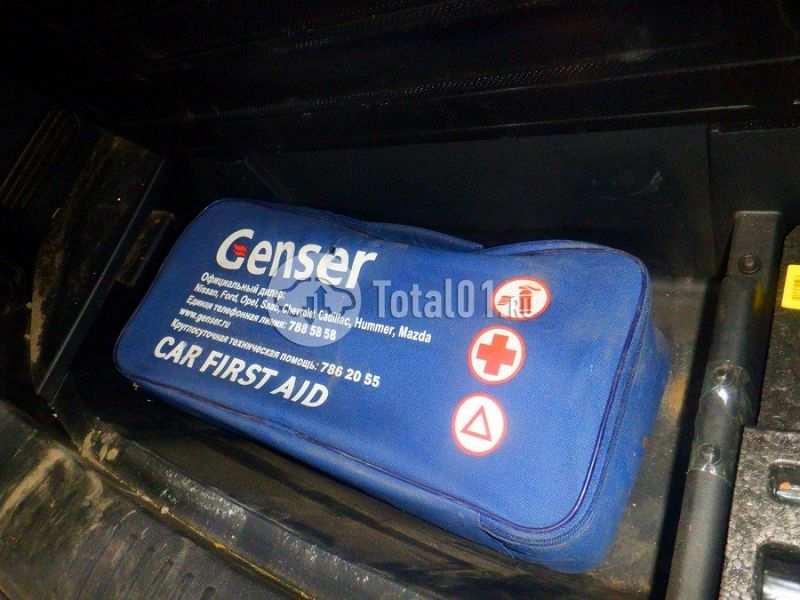 Genser
Официальный дилер:
Nissan, Ford, Opel, Saab, Chevrolet, Cadillac, Hummer, Mazda
Единая телефонная линия: 788 58 58
www.genser.ru
Круглосуточная техническая помощь: 786 20 55
CAR FIRST AID
Total01.RU